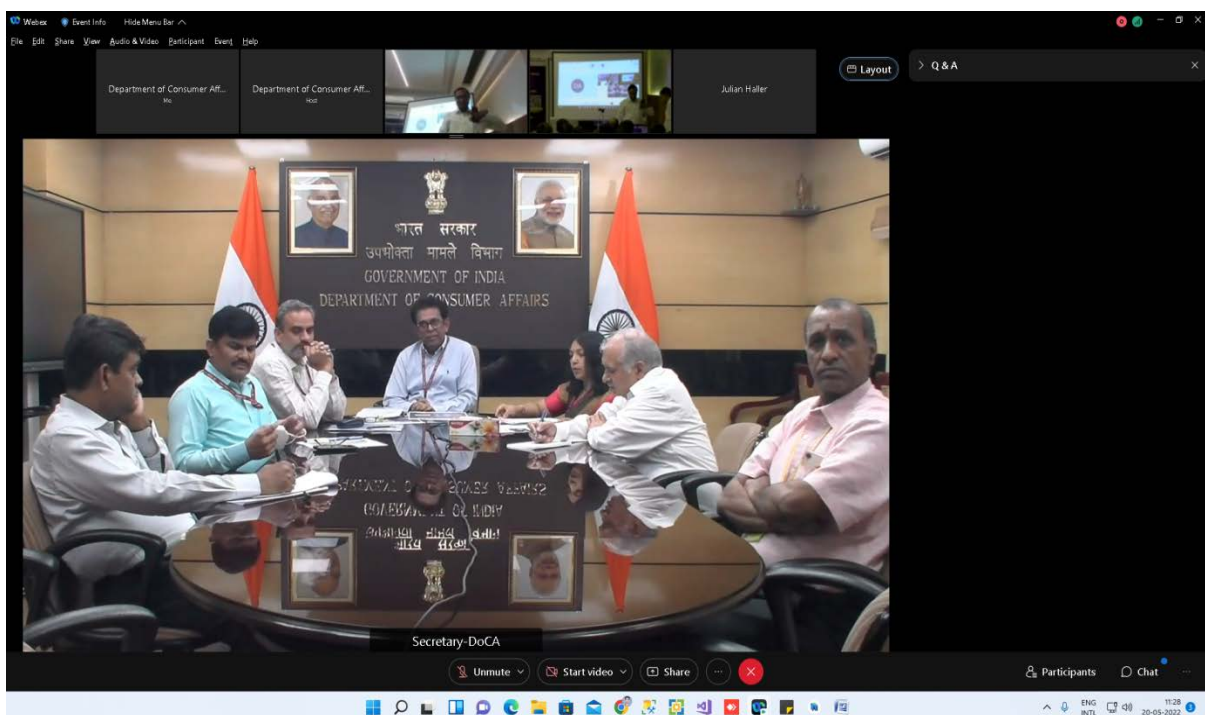 Webex Event Info Hide Menu Bar
File Edit Share View Audio & Video Participant Event Help
Department of Consumer Aff...
Me
Department of Consumer Aff...
Host
Julian Haller
Layout
Q & A
भारत सरकार
उपभोक्ता मामले विभाग
GOVERNMENT OF INDIA
DEPARTMENT OF CONSUMER AFFAIRS
Secretary-DoCA
Unmute
Start video
Share
Participants
Chat
ENG
INTL
11:28
20-05-2022